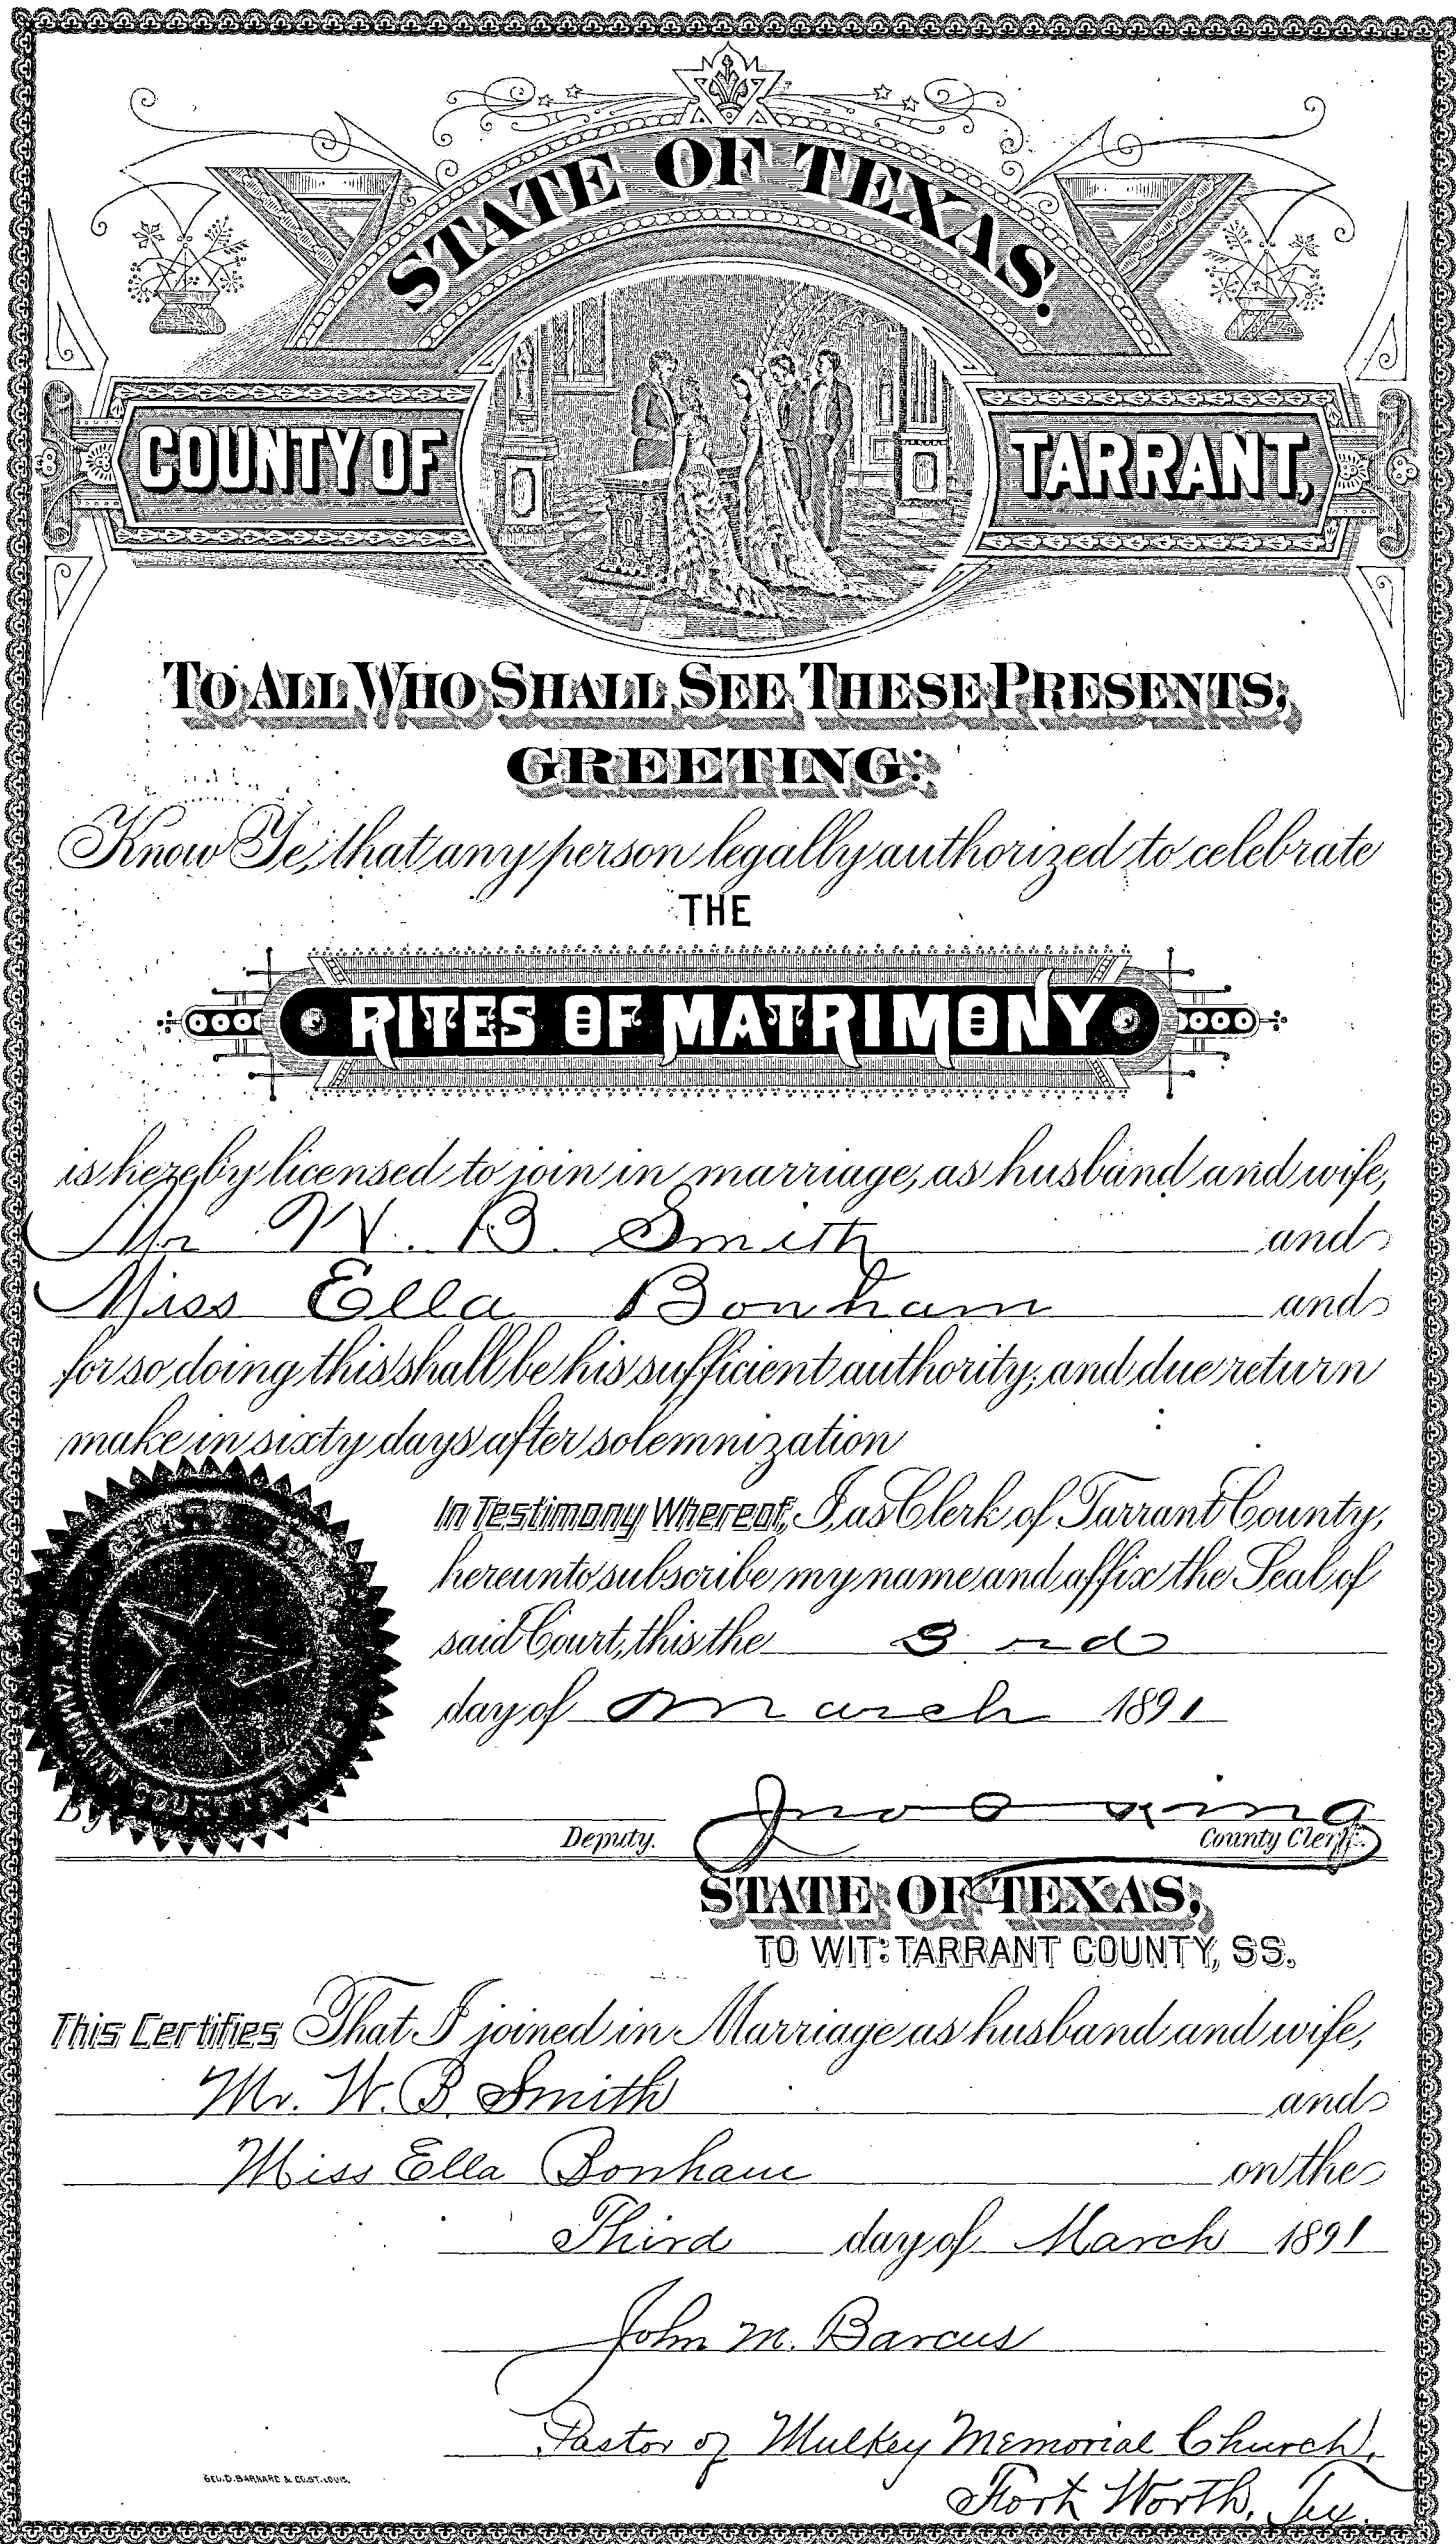 STATE OF TEXAS.
COUNTY OF TARRANT,
TO ALL WHO SHALL SEE THESE PRESENTS,
GREETING:
Know Ye, that any person legally authorized to celebrate
THE
RITES OF MATRIMONY
is hereby licensed to join in marriage, as husband and wife,
Mr W. B. Smith and
Miss Ella Bonham and
for so doing this shall be his sufficient authority; and due return
make in sixty days after solemnization
In Testimony Whereof, I, as Clerk of Tarrant County,
hereunto subscribe my name and affix the Seal of
said Court, this the 3rd
day of March 1891
By
Jno King
Deputy. County Clerk.
STATE OF TEXAS,
TO WIT: TARRANT COUNTY, SS.
This Certifies That I joined in Marriage as husband and wife,
Mr. W. B. Smith and
Miss Ella Bonham on the
Third day of March 1891
John M. Barcus
Pastor of Mulkey Memorial Church,
Fort Worth, Tex.
GEO. D. BARNARD & CO. ST. LOUIS.